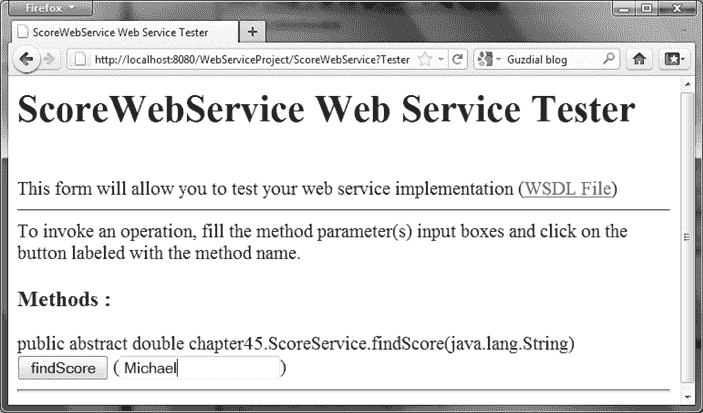 Firefox
ScoreWebService Web Service Tester
http://localhost:8080/WebServiceProject/ScoreWebService?Tester
Guzdial blog
ScoreWebService Web Service Tester
This form will allow you to test your web service implementation (WSDL File)
To invoke an operation, fill the method parameter(s) input boxes and click on the
button labeled with the method name.
Methods :
public abstract double chapter45.ScoreService.findScore(java.lang.String)
findScore (Michael)